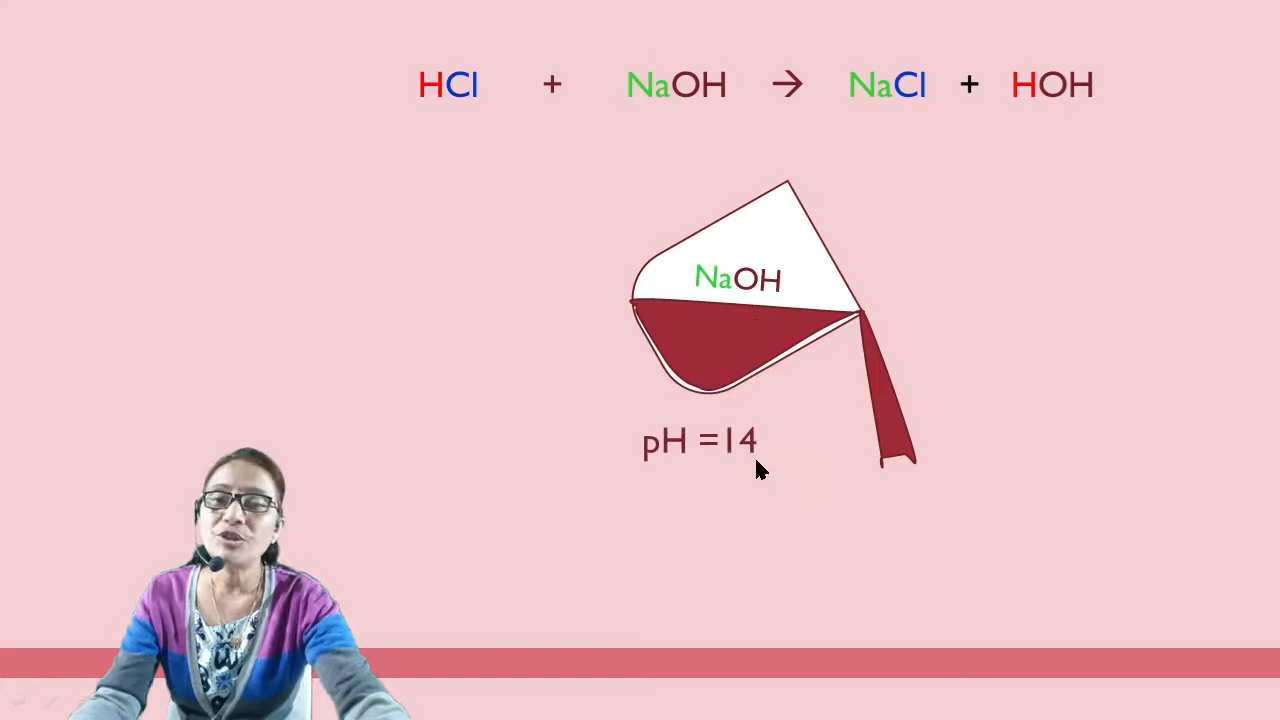 HCl + NaOH → NaCl + HOH
NaOH
pH =14